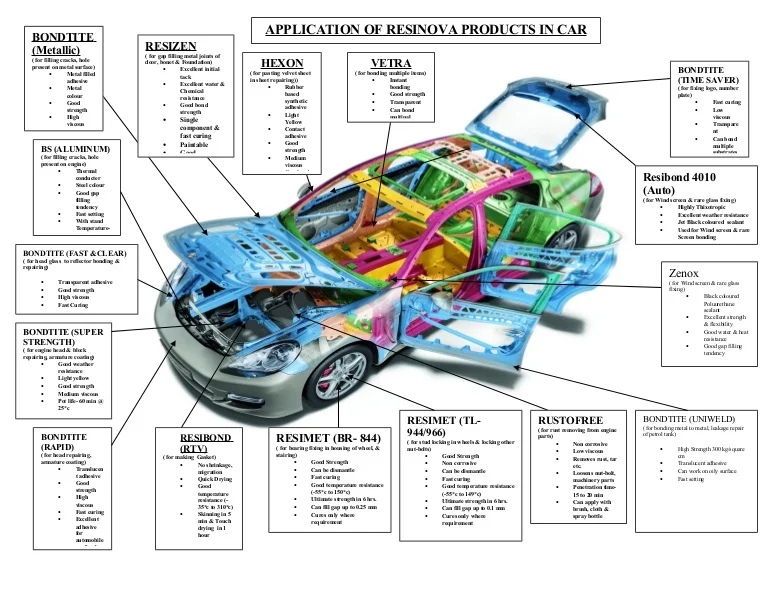 APPLICATION OF RESINOVA PRODUCTS IN CAR
BONDTITE
(Metallic)
( for filling cracks, hole
present on metal surface)
• Metal filled
adhesive
• Metal
colour
• Good
strength
• High
viscous
RESIZEN
( for gap filling metal joints of
door, bonet & Foundation)
• Excellent initial
tack
• Excellent water &
Chemical
resistance
• Good bond
strength
• Single
component &
fast curing
• Paintable
• Good
HEXON
( for pasting velvet sheet
in short repairing))
• Rubber
based
synthetic
adhesive
• Light
Yellow
• Contact
adhesive
• Good
strength
• Medium
viscous
VETRA
( for bonding multiple items)
• Instant
bonding
• Good strength
• Transparent
• Can bond
multipal
BONDTITE
(TIME SAVER)
( for fixing logo, number
plate)
• Fast curing
• Low
viscous
• Transpare
nt
• Can bond
multiple
substrates
BS (ALUMINUM)
( for filling cracks, hole
present on engine)
• Thermal
conductor
• Steel colour
• Good gap
filling
tendency
• Fast setting
• With stand
Temperature-
Resibond 4010
(Auto)
( for Wind screen & rare glass fixing)
• Highly Thixotropic
• Excellent weather resistance
• Jet Black coloured sealant
• Used for Wind screen & rare
Screen bonding
BONDTITE (FAST &CLEAR)
( for head glass to reflector bonding &
repairing)
• Transparent adhesive
• Good strength
• High viscous
• Fast Curing
Zenox
( for Wind screen & rare glass
fixing)
• Black coloured
Poliurethane
sealant
• Excellent strength
& flexibility
• Good water & heat
resistance
• Good gap filling
tendency
BONDTITE (SUPER
STRENGTH)
( for engine head & block
repairing, armature coating)
• Good weather
resistance
• Light yellow
• Good strength
• Medium viscous
• Pot life- 60 min @
25°c
BONDTITE
(RAPID)
( for head repairing,
armature coating)
• Translucen
t adhesive
• Good
strength
• High
viscous
• Fast curing
• Excellent
adhesive
for
automobile
RESIBOND
(RTV)
( for making Gasket)
• No shrinkage,
migration
• Quick Drying
• Good
temperature
resistance (-
35°c to 310°c)
• Skinning in 5
min & Touch
drying in 1
hour
RESIMET (BR- 844)
( for bearing fixing in housing of wheel, &
stairing)
• Good Strength
• Can be dismantle
• Fast curing
• Good temperature resistance
(-55°c to 150°c)
• Ultimate strength in 6 hrs.
• Can fill gap up to 0.25 mm
• Cures only where
requirement
RESIMET (TL-
944/966)
( for stud locking in wheels & locking other
nut-bolts)
• Good Strength
• Non corrosive
• Can be dismantle
• Fast curing
• Good temperature resistance
(-55°c to 149°c)
• Ultimate strength in 6 hrs.
• Can fill gap up to 0.1 mm
• Cures only where
requirement
RUSTOFREE
( for rust removing from engine
parts)
• Non corrosive
• Low viscous
• Removes rust, tar
etc.
• Loosens nut-bolt,
machinery parts
• Penetration time-
15 to 20 min
• Can apply with
brush, cloth &
spray bottle
BONDTITE (UNIWELD)
( for bonding metal to metal, leakage repair
of petrol tank)
• High Strength 300 kgs/square
cm
• Translucent adhesive
• Can work on oily surface
• Fast setting